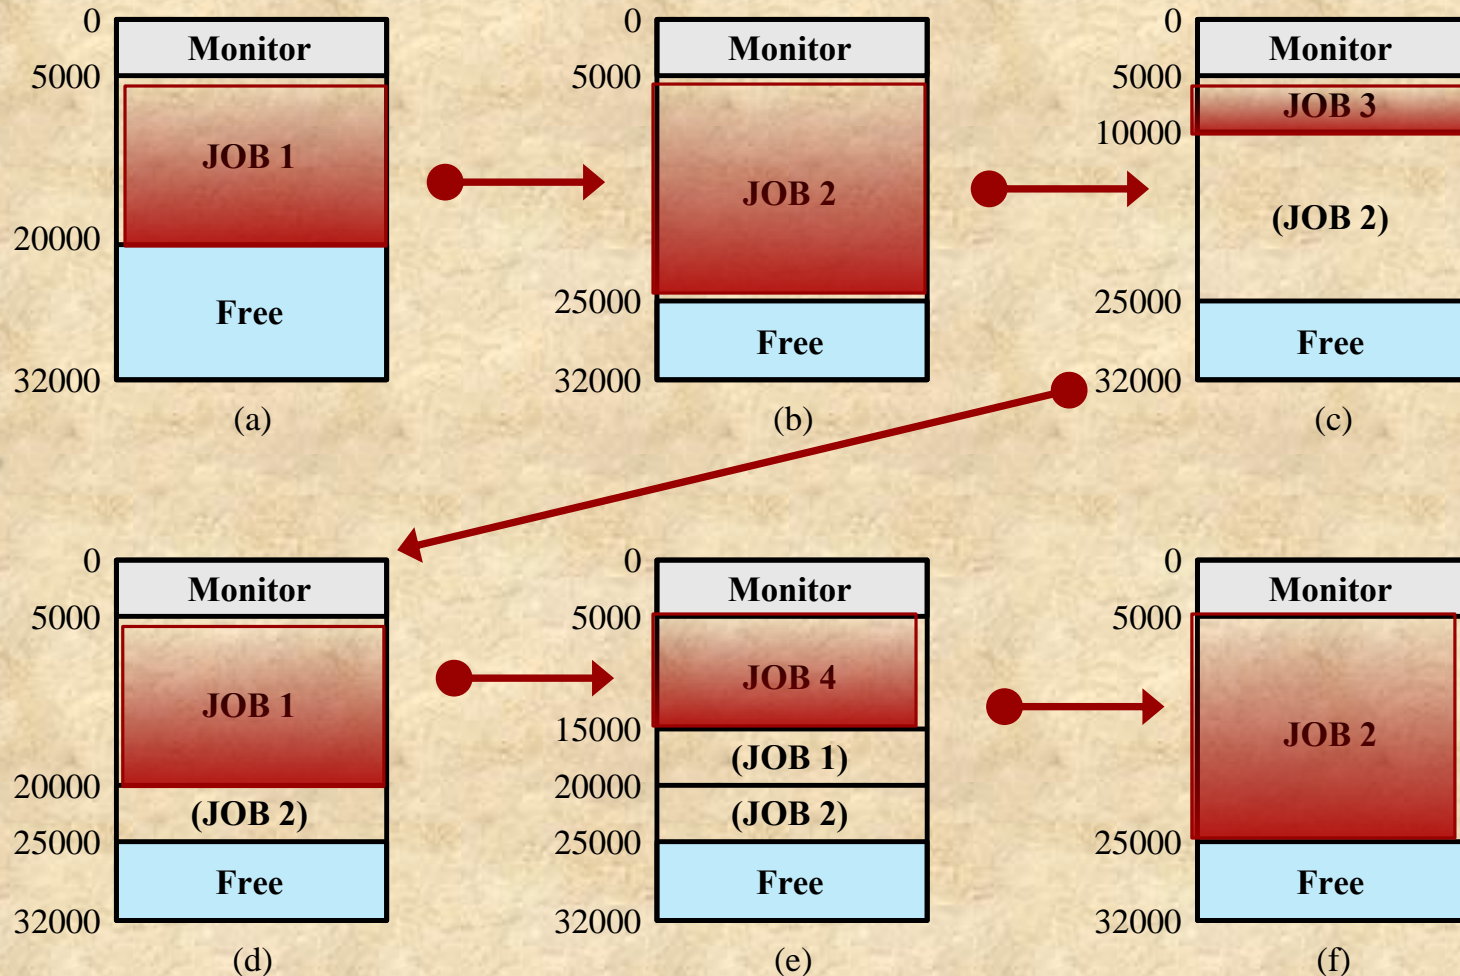 0
Monitor
5000
JOB 1
20000
Free
32000
(a)
0
Monitor
5000
JOB 2
25000
Free
32000
(b)
0
Monitor
5000
JOB 3
10000
(JOB 2)
25000
Free
32000
(c)
0
Monitor
5000
JOB 1
20000
(JOB 2)
25000
Free
32000
(d)
0
Monitor
5000
JOB 4
15000
(JOB 1)
20000
(JOB 2)
25000
Free
32000
(e)
0
Monitor
5000
JOB 2
25000
Free
32000
(f)